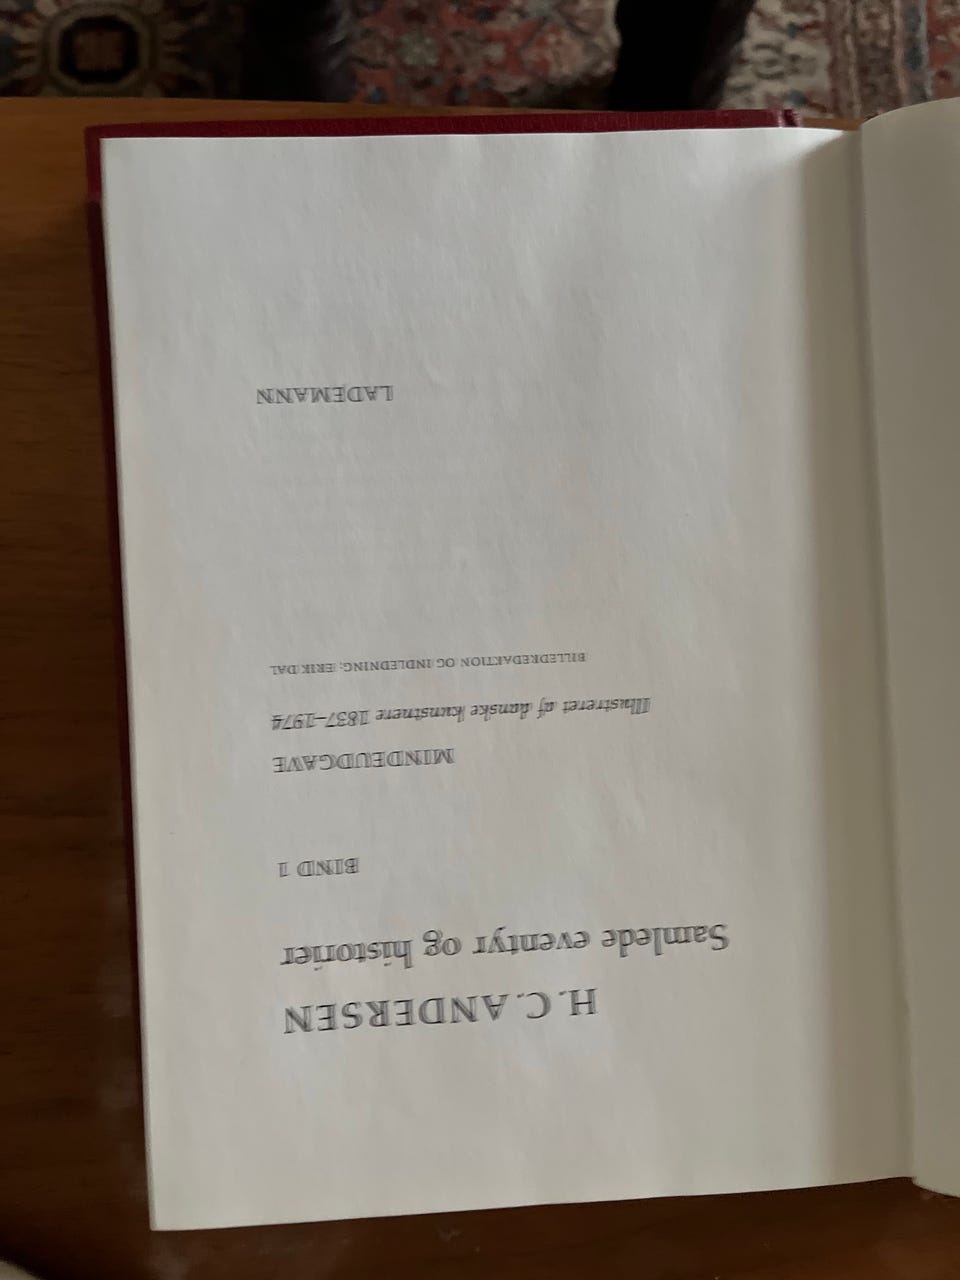 H. C. ANDERSEN
Samlede eventyr og historier
BIND 1
MINDEUDGAVE
Illustreret af danske kunstnere 1837–1974
BILLEDREDAKTION OG INDLEDNING: ERIK DAL
LADEMANN